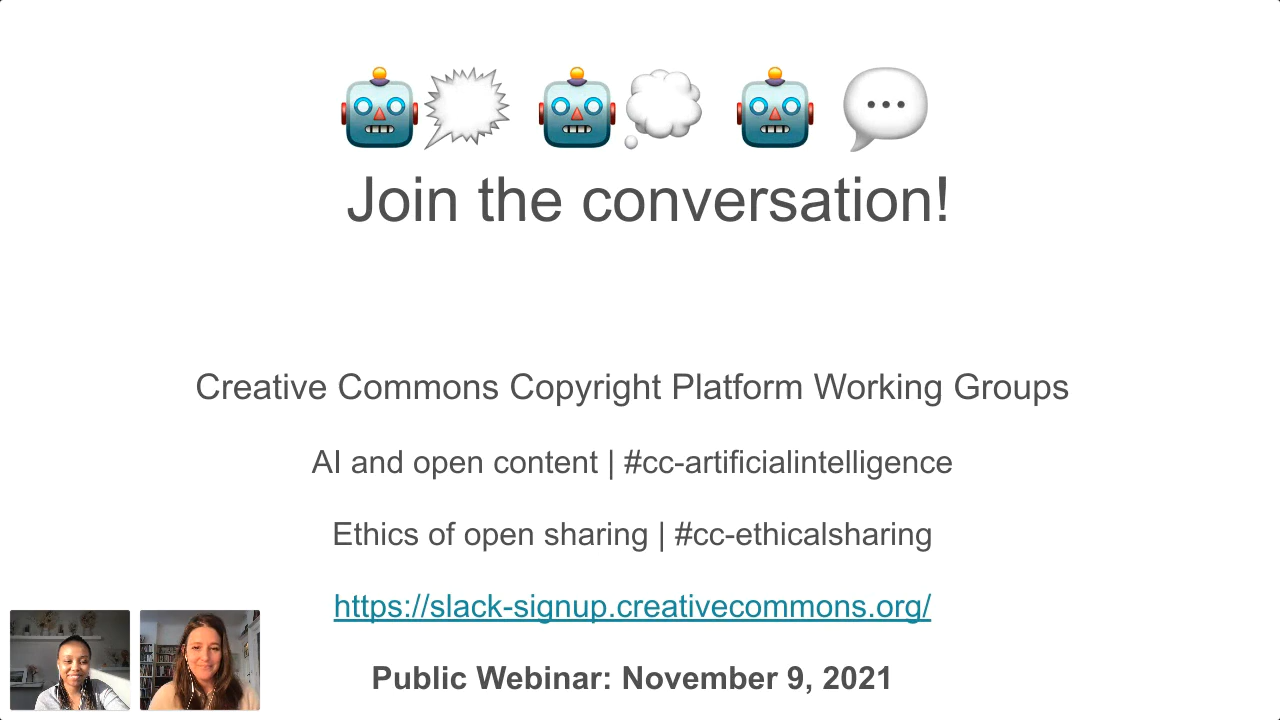 Join the conversation!
Creative Commons Copyright Platform Working Groups
AI and open content | #cc-artificialintelligence
Ethics of open sharing | #cc-ethicalsharing
https://slack-signup.creativecommons.org/
Public Webinar: November 9, 2021